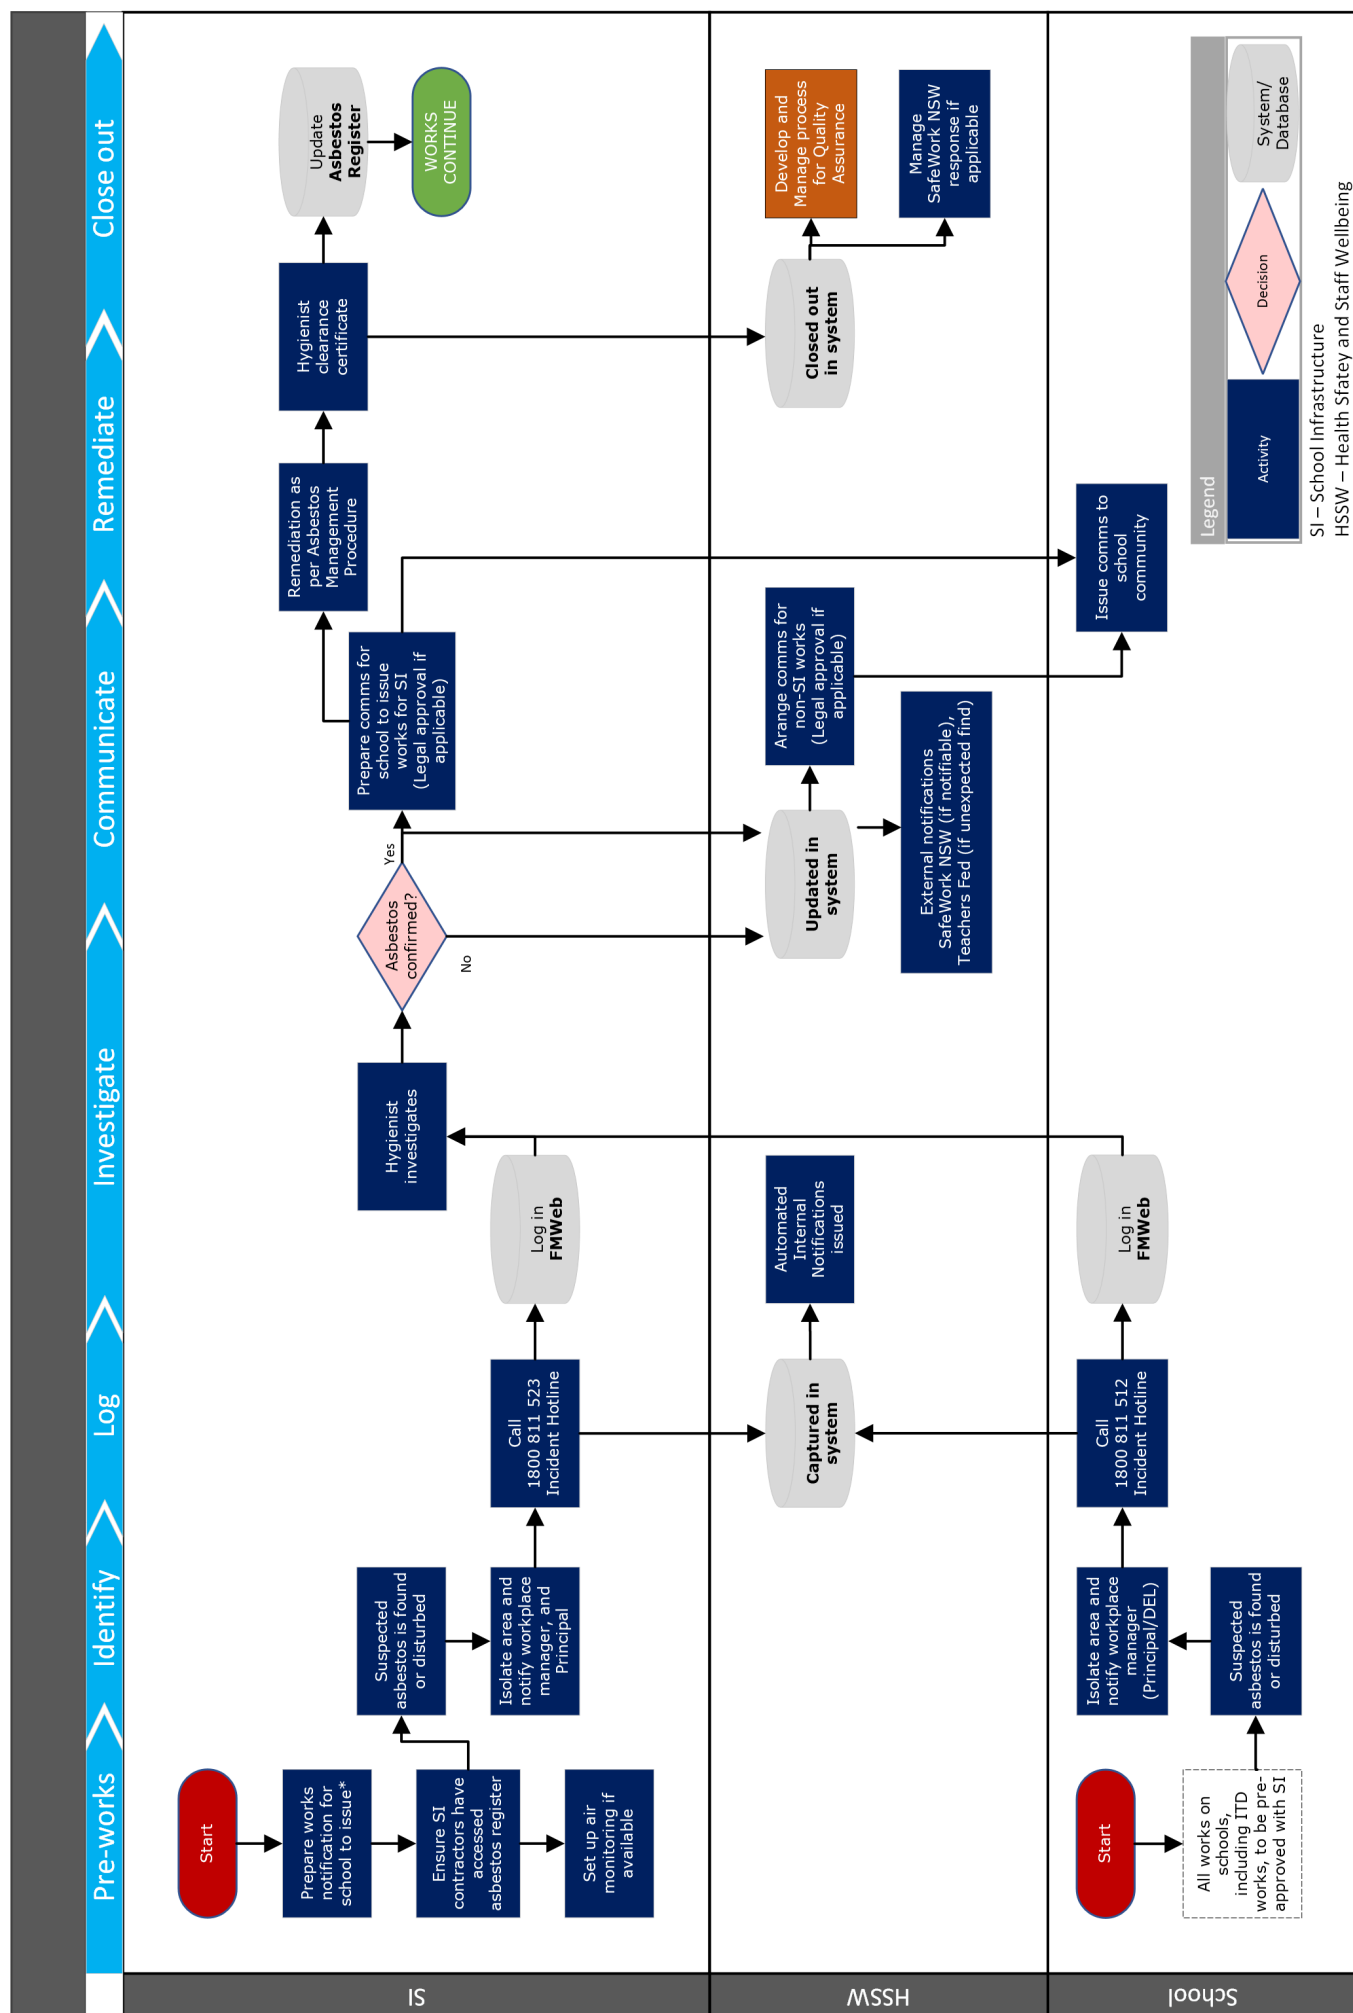 Pre-works
Identify
Log
Investigate
Communicate
Remediate
Close out
SI
Start
Prepare works
notification for
school to issue*
Ensure SI
contractors have
accessed
asbestos register
Set up air
monitoring if
available
Suspected
asbestos is found
or disturbed
Isolate area and
notify workplace
manager, and
Principal
Call
1800 811 523
Incident Hotline
Log in
FMWeb
Hygienist
investigates
Asbestos
confirmed?
Yes
No
Prepare comms for
school to issue
works for SI
(Legal approval if
applicable)
Remediation as
per Asbestos
Management
Procedure
Hygienist
clearance
certificate
Update
Asbestos
Register
WORKS
CONTINUE
HSSW
Captured in
system
Automated
Internal
Notifications
issued
Updated in
system
Arange comms for
non-SI works
(Legal approval if
applicable)
External notifications
SafeWork NSW (if notifiable),
Teachers Fed (if unexpected find)
Closed out
in system
Develop and
Manage process
for Quality
Assurance
Manage
SafeWork NSW
response if
applicable
School
Start
All works on
schools,
including ITD
works, to be pre-
approved with SI
Suspected
asbestos is found
or disturbed
Isolate area and
notify workplace
manager
(Principal/DEL)
Call
1800 811 512
Incident Hotline
Log in
FMWeb
Issue comms to
school
community
Legend
Activity
Decision
System/
Database
SI – School Infrastructure
HSSW – Health Sfatey and Staff Wellbeing